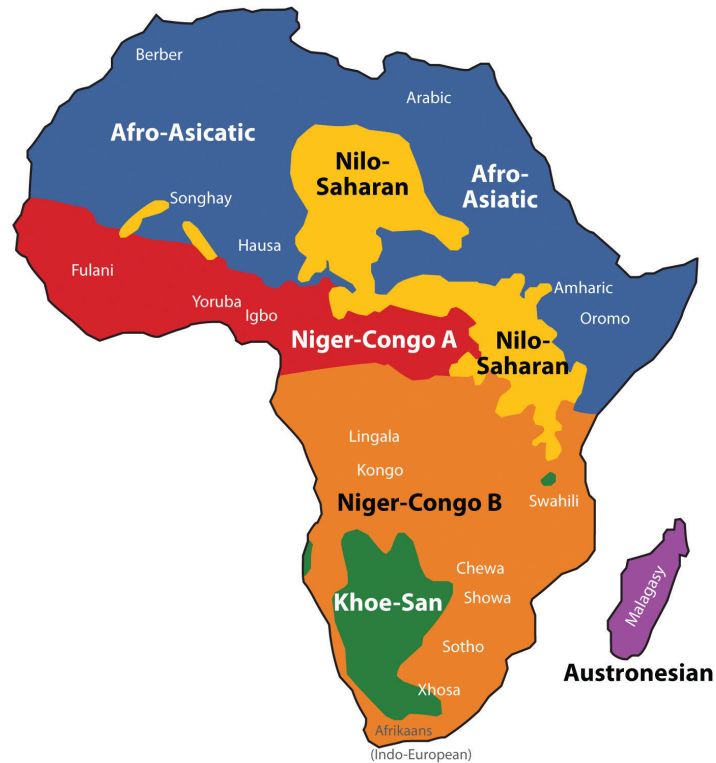 Berber
Arabic
Afro-Asicatic
Nilo-
Saharan
Afro-
Asiatic
Songhay
Hausa
Fulani
Amharic
Yoruba
Igbo
Oromo
Niger-Congo A
Nilo-
Saharan
Lingala
Kongo
Niger-Congo B
Swahili
Chewa
Showa
Khoe-San
Malagasy
Sotho
Austronesian
Xhosa
Afrikaans
(Indo-European)